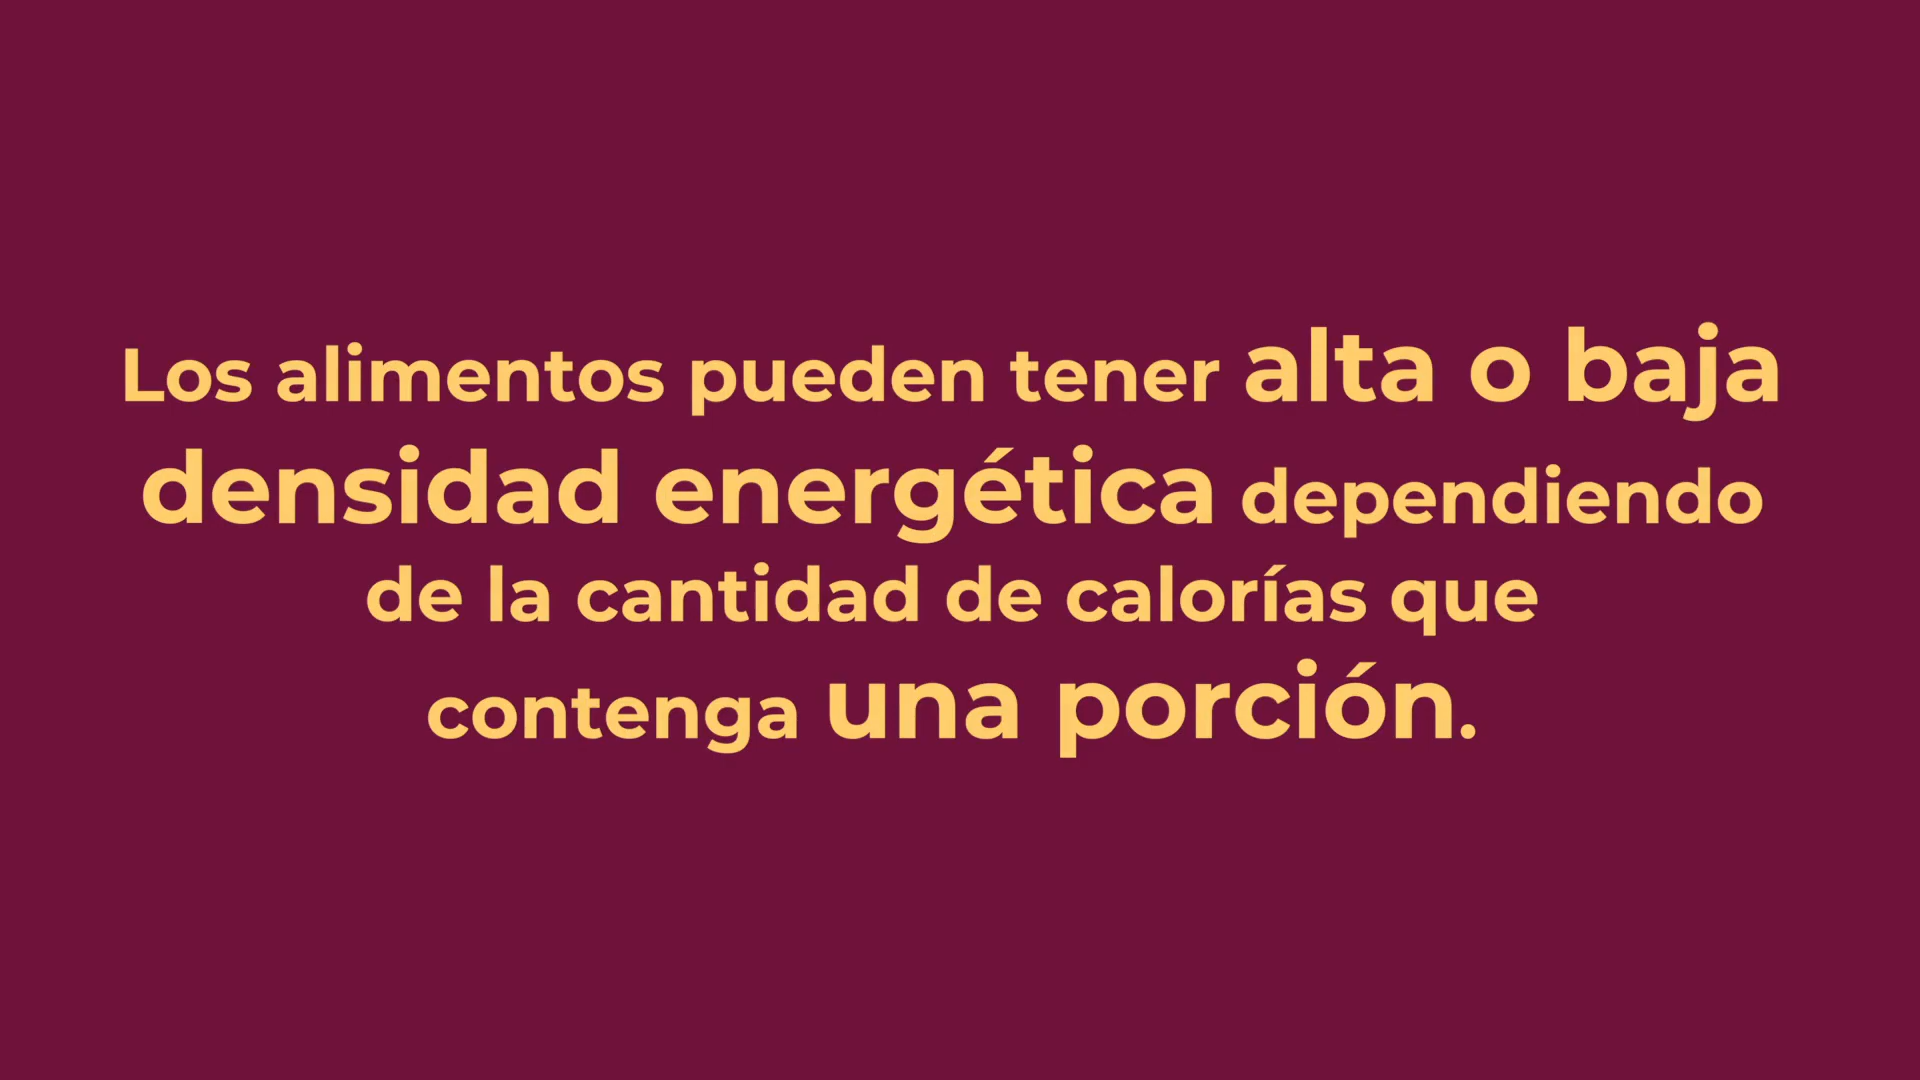 Los alimentos pueden tener alta o baja
densidad energética dependiendo
de la cantidad de calorías que
contenga una porción.